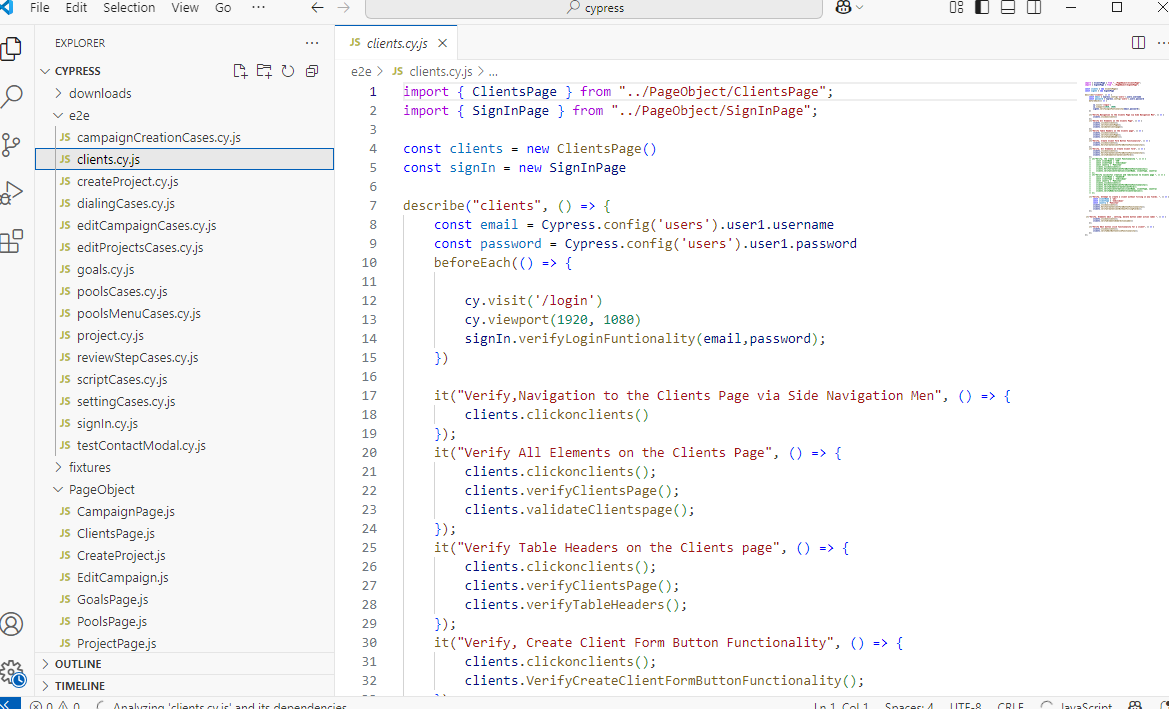 File Edit Selection View Go ··· ← → cypress
EXPLORER ···
CYPRESS
downloads
e2e
JS campaignCreationCases.cy.js
JS clients.cy.js
JS createProject.cy.js
JS dialingCases.cy.js
JS editCampaignCases.cy.js
JS editProjectsCases.cy.js
JS goals.cy.js
JS poolsCases.cy.js
JS poolsMenuCases.cy.js
JS project.cy.js
JS reviewStepCases.cy.js
JS scriptCases.cy.js
JS settingCases.cy.js
JS signIn.cy.js
JS testContactModal.cy.js
fixtures
PageObject
JS CampaignPage.js
JS ClientsPage.js
JS CreateProject.js
JS EditCampaign.js
JS GoalsPage.js
JS PoolsPage.js
JS ProjectPage.js
OUTLINE
TIMELINE
JS clients.cy.js
e2e > JS clients.cy.js > ...
1 import { ClientsPage } from "../PageObject/ClientsPage";
2 import { SignInPage } from "../PageObject/SignInPage";
3
4 const clients = new ClientsPage()
5 const signIn = new SignInPage
6
7 describe("clients", () => {
8 const email = Cypress.config('users').user1.username
9 const password = Cypress.config('users').user1.password
10 beforeEach(() => {
11
12 cy.visit('/login')
13 cy.viewport(1920, 1080)
14 signIn.verifyLoginFuntionality(email,password);
15 })
16
17 it("Verify,Navigation to the Clients Page via Side Navigation Men", () => {
18 clients.clickonclients()
19 });
20 it("Verify All Elements on the Clients Page", () => {
21 clients.clickonclients();
22 clients.verifyClientsPage();
23 clients.validateClientspage();
24 });
25 it("Verify Table Headers on the Clients page", () => {
26 clients.clickonclients();
27 clients.verifyClientsPage();
28 clients.verifyTableHeaders();
29 });
30 it("Verify, Create Client Form Button Functionality", () => {
31 clients.clickonclients();
32 clients.VerifyCreateClientFormButtonFunctionality();
0 0 Analyzing 'clients.cy.js' and its dependencies Ln 1, Col 1 Spaces: 4 UTF-8 CRLF JavaScript